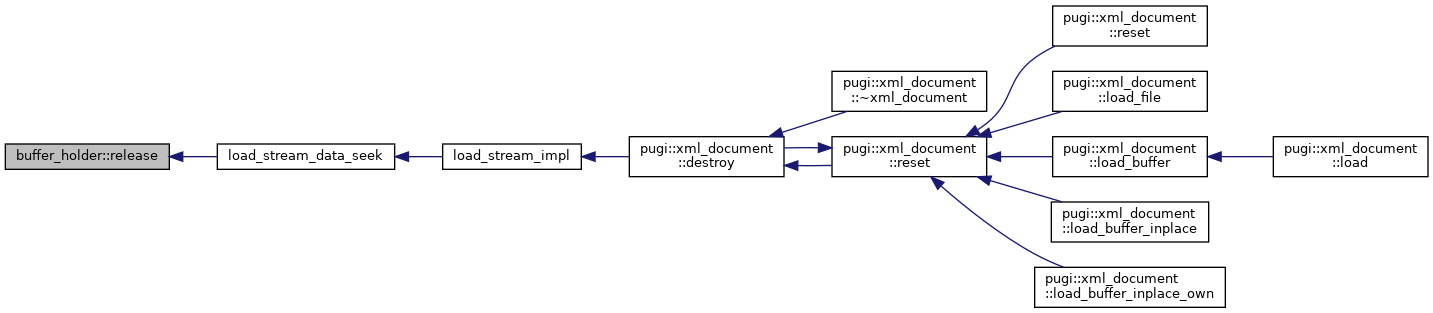 buffer_holder::release
load_stream_data_seek
load_stream_impl
pugi::xml_document
::destroy
pugi::xml_document
::~xml_document
pugi::xml_document
::reset
pugi::xml_document
::reset
pugi::xml_document
::load_file
pugi::xml_document
::load_buffer
pugi::xml_document
::load
pugi::xml_document
::load_buffer_inplace
pugi::xml_document
::load_buffer_inplace_own